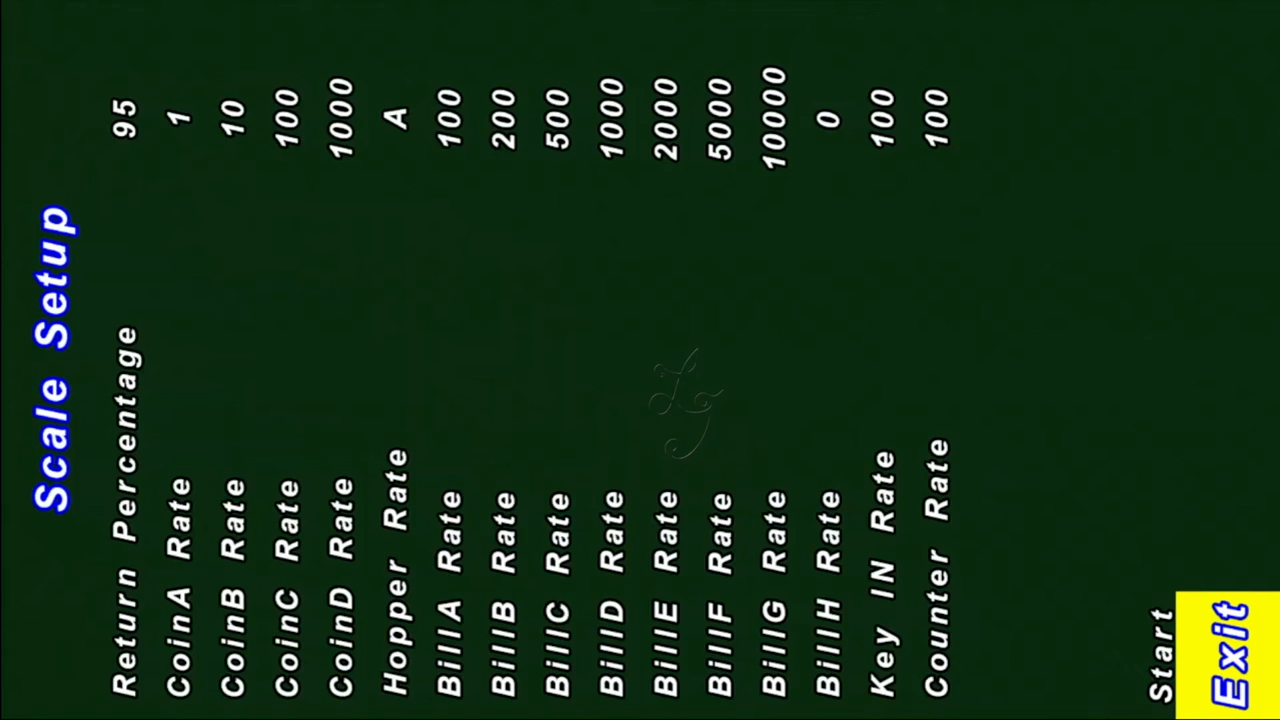 Scale Setup
Return Percentage 95
CoinA Rate 1
CoinB Rate 10
CoinC Rate 100
CoinD Rate 1000
Hopper Rate A
BillA Rate 100
BillB Rate 200
BillC Rate 500
BillD Rate 1000
BillE Rate 2000
BillF Rate 5000
BillG Rate 10000
BillH Rate 0
Key IN Rate 100
Counter Rate 100
Start
Exit